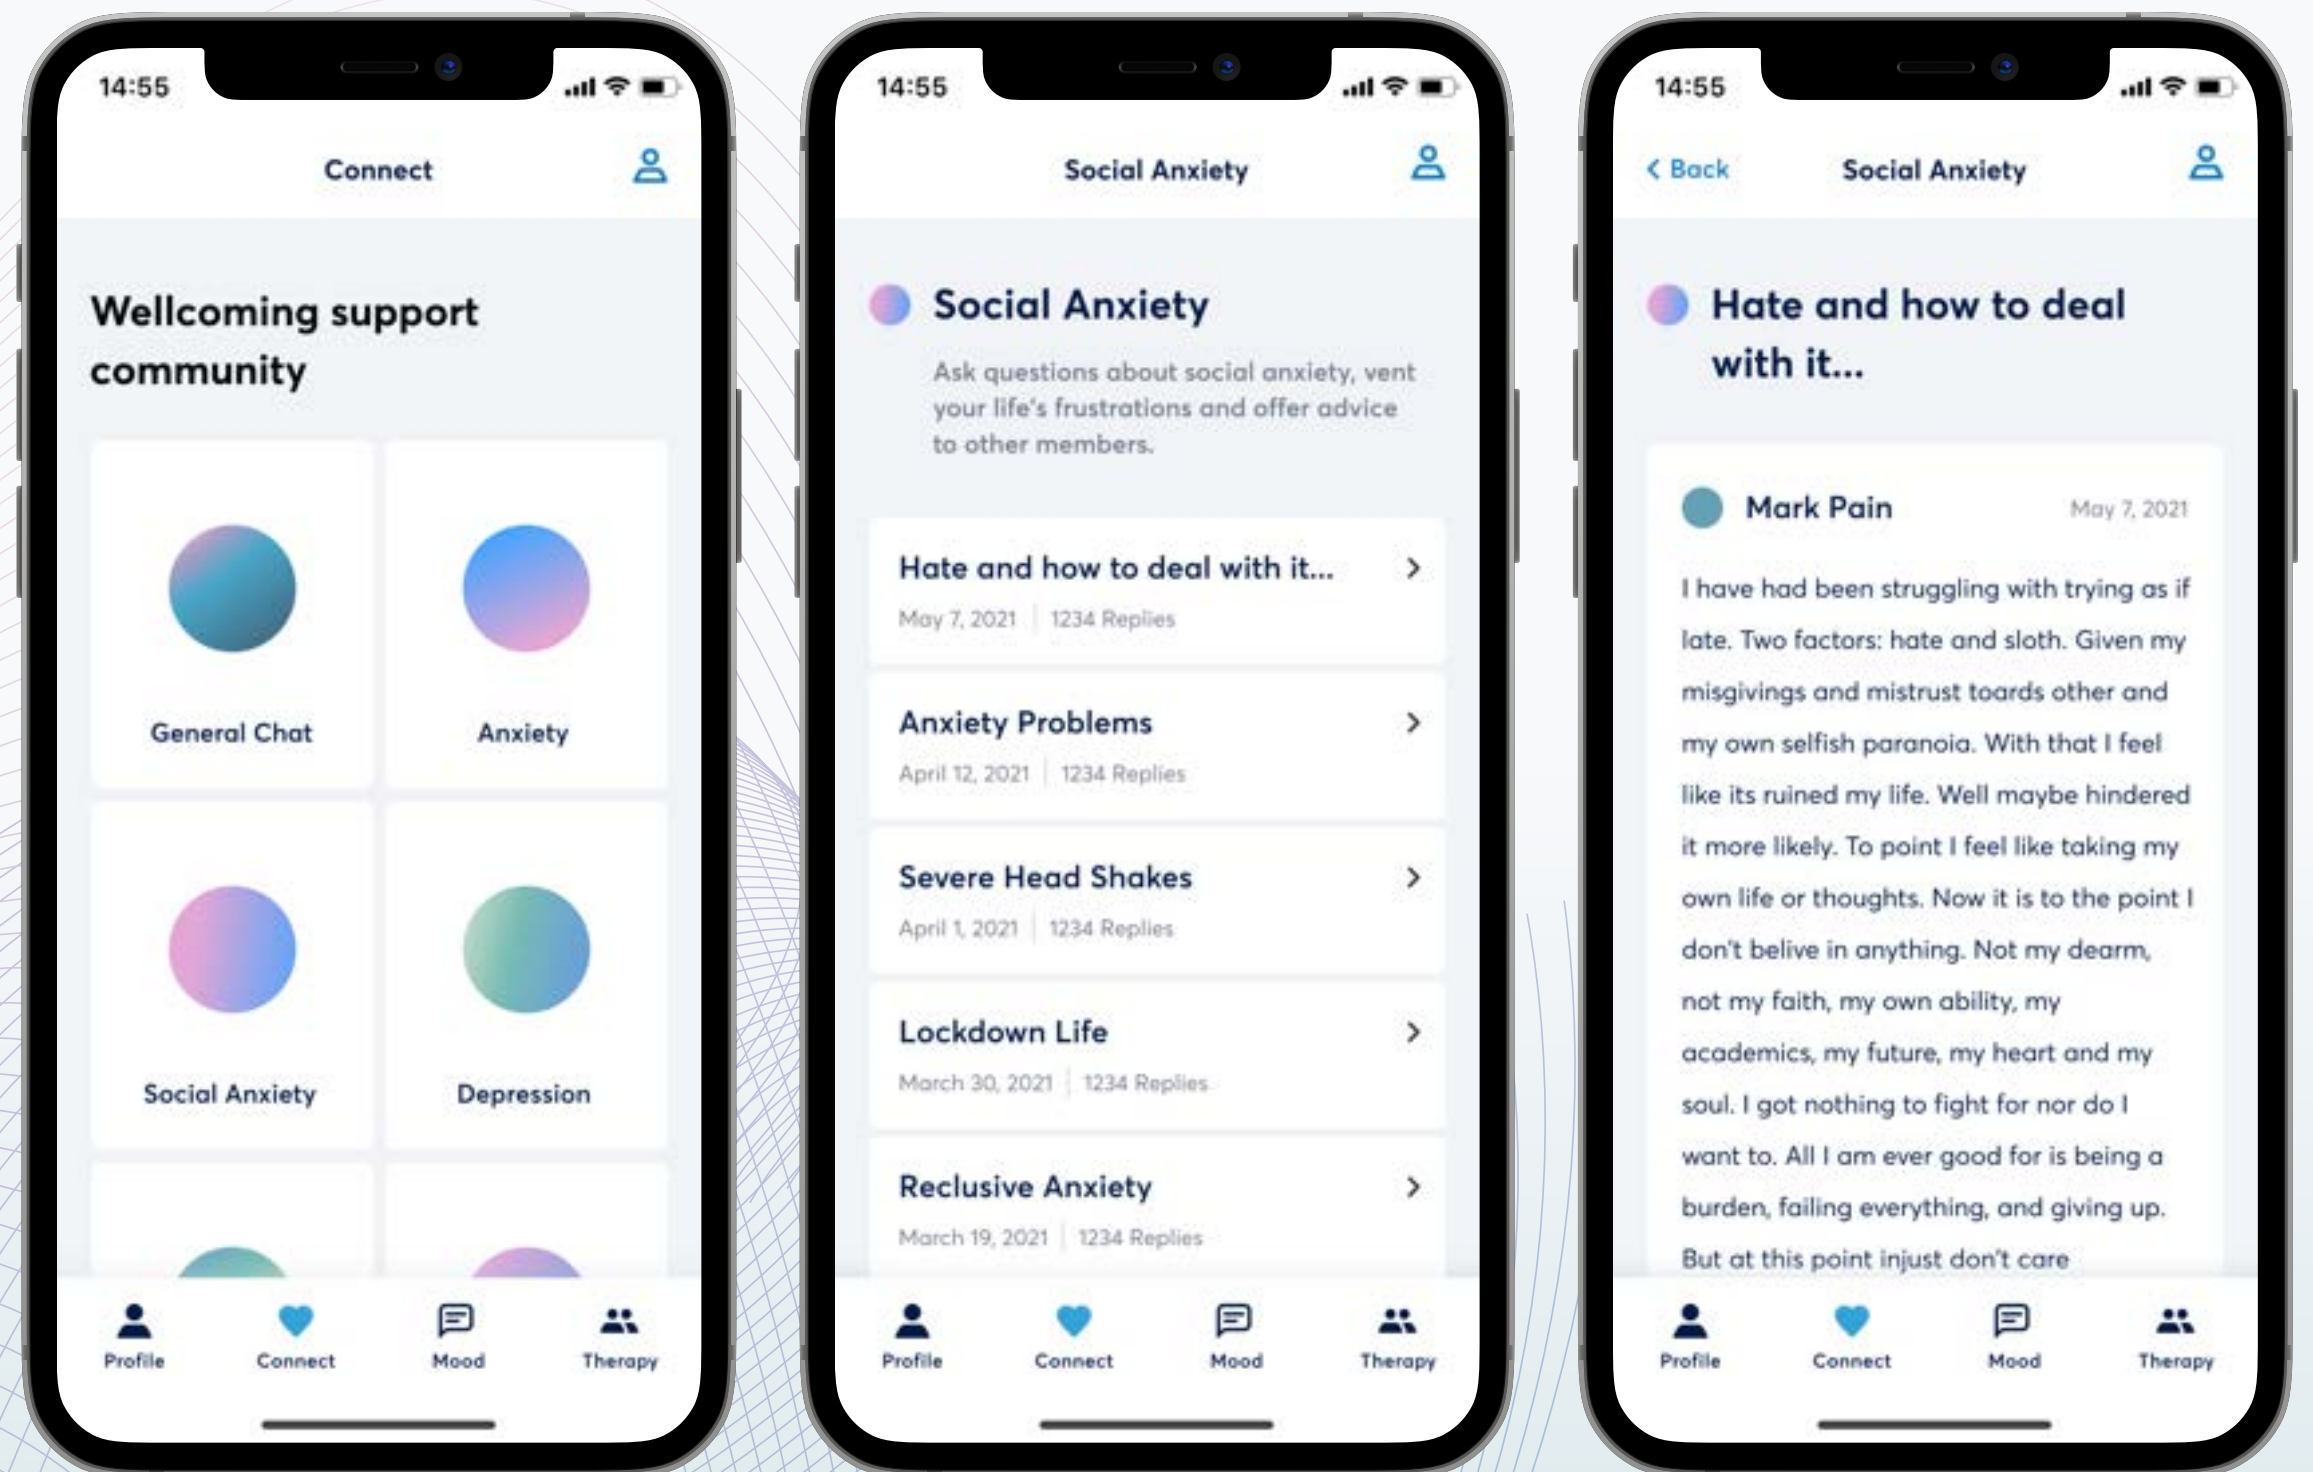 14:55
Connect
Wellcoming support
community
General Chat
Anxiety
Social Anxiety
Depression
Profile
Connect
Mood
Therapy
14:55
Social Anxiety
Social Anxiety
Ask questions about social anxiety, vent
your life's frustrations and offer advice
to other members.
Hate and how to deal with it...
May 7, 2021 | 1234 Replies
Anxiety Problems
April 12, 2021 | 1234 Replies
Severe Head Shakes
April 1, 2021 | 1234 Replies
Lockdown Life
March 30, 2021 | 1234 Replies
Reclusive Anxiety
March 19, 2021 | 1234 Replies
Profile
Connect
Mood
Therapy
14:55
Back
Social Anxiety
Hate and how to deal
with it...
Mark Pain
May 7, 2021
I have had been struggling with trying as if
late. Two factors: hate and sloth. Given my
misgivings and mistrust toards other and
my own selfish paranoia. With that I feel
like its ruined my life. Well maybe hindered
it more likely. To point I feel like taking my
own life or thoughts. Now it is to the point I
don't belive in anything. Not my dearm,
not my faith, my own ability, my
academics, my future, my heart and my
soul. I got nothing to fight for nor do I
want to. All I am ever good for is being a
burden, failing everything, and giving up.
But at this point injust don't care
Profile
Connect
Mood
Therapy